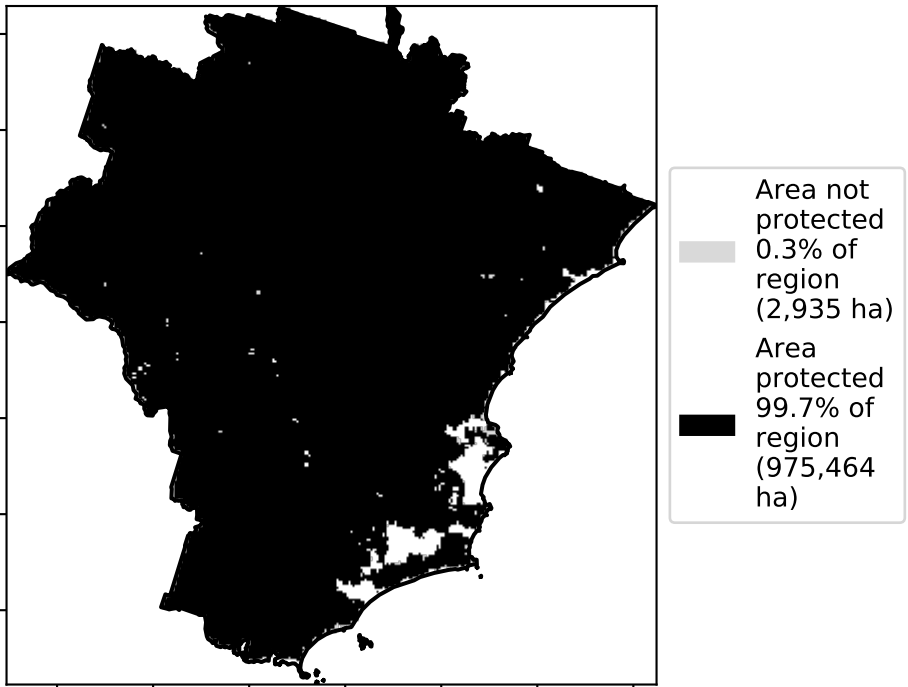 Area not
protected
0.3% of
region
(2,935 ha)
Area
protected
99.7% of
region
(975,464
ha)